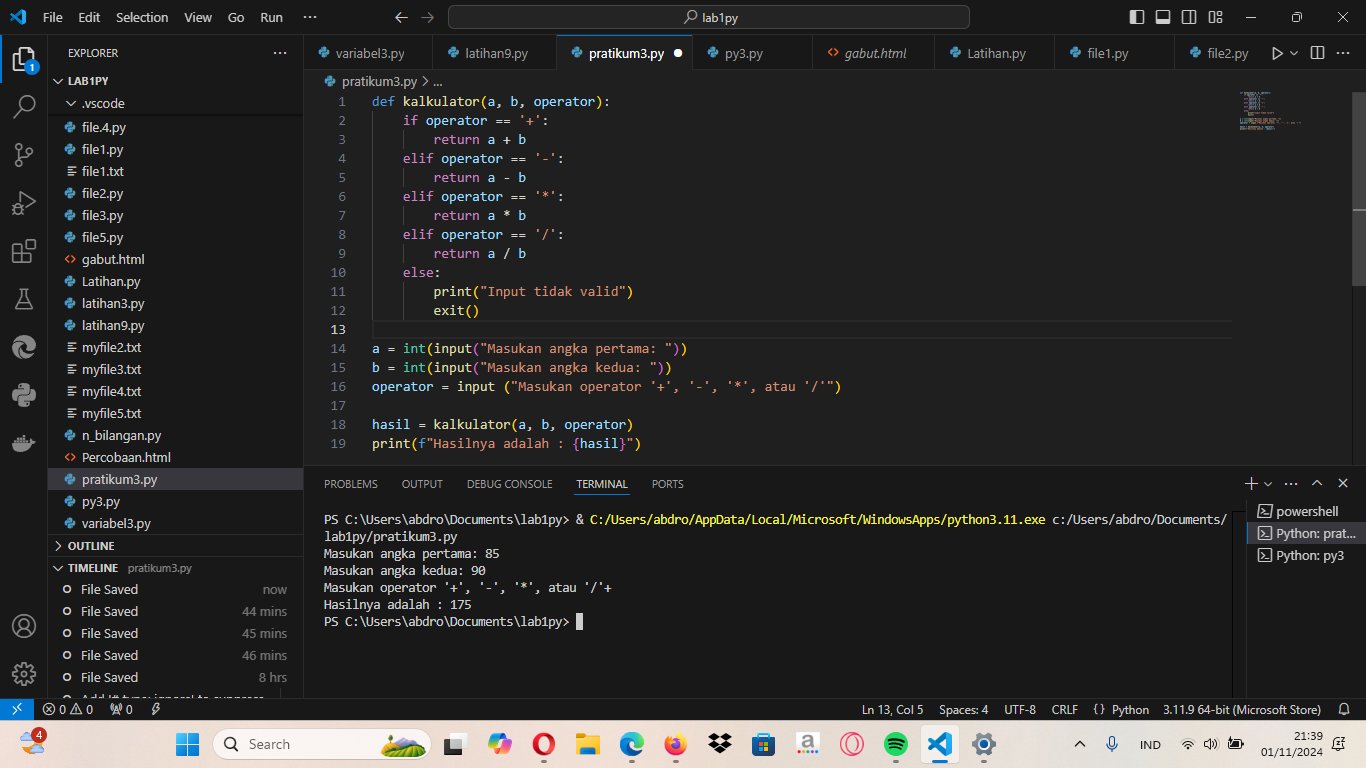 File Edit Selection View Go Run ··· lab1py
EXPLORER ···
1
LAB1PY
.vscode
file.4.py
file1.py
file1.txt
file2.py
file3.py
file5.py
gabut.html
Latihan.py
latihan3.py
latihan9.py
myfile2.txt
myfile3.txt
myfile4.txt
myfile5.txt
n_bilangan.py
Percobaan.html
pratikum3.py
py3.py
variabel3.py
OUTLINE
TIMELINE pratikum3.py
File Saved now
File Saved 44 mins
File Saved 45 mins
File Saved 46 mins
File Saved 8 hrs
variabel3.py latihan9.py pratikum3.py py3.py gabut.html Latihan.py file1.py file2.py ···
pratikum3.py > ...
1 def kalkulator(a, b, operator):
2     if operator == '+':
3         return a + b
4     elif operator == '-':
5         return a - b
6     elif operator == '*':
7         return a * b
8     elif operator == '/':
9         return a / b
10     else:
11         print("Input tidak valid")
12         exit()
13
14 a = int(input("Masukan angka pertama: "))
15 b = int(input("Masukan angka kedua: "))
16 operator = input ("Masukan operator '+', '-', '*', atau '/'")
17
18 hasil = kalkulator(a, b, operator)
19 print(f"Hasilnya adalah : {hasil}")
PROBLEMS OUTPUT DEBUG CONSOLE TERMINAL PORTS
PS C:\Users\abdro\Documents\lab1py> & C:/Users/abdro/AppData/Local/Microsoft/WindowsApps/python3.11.exe c:/Users/abdro/Documents/
lab1py/pratikum3.py
Masukan angka pertama: 85
Masukan angka kedua: 90
Masukan operator '+', '-', '*', atau '/'+
Hasilnya adalah : 175
PS C:\Users\abdro\Documents\lab1py>
powershell
Python: prat...
Python: py3
0 0 0 Ln 13, Col 5 Spaces: 4 UTF-8 CRLF {} Python 3.11.9 64-bit (Microsoft Store)
4 Search IND 21:39
01/11/2024